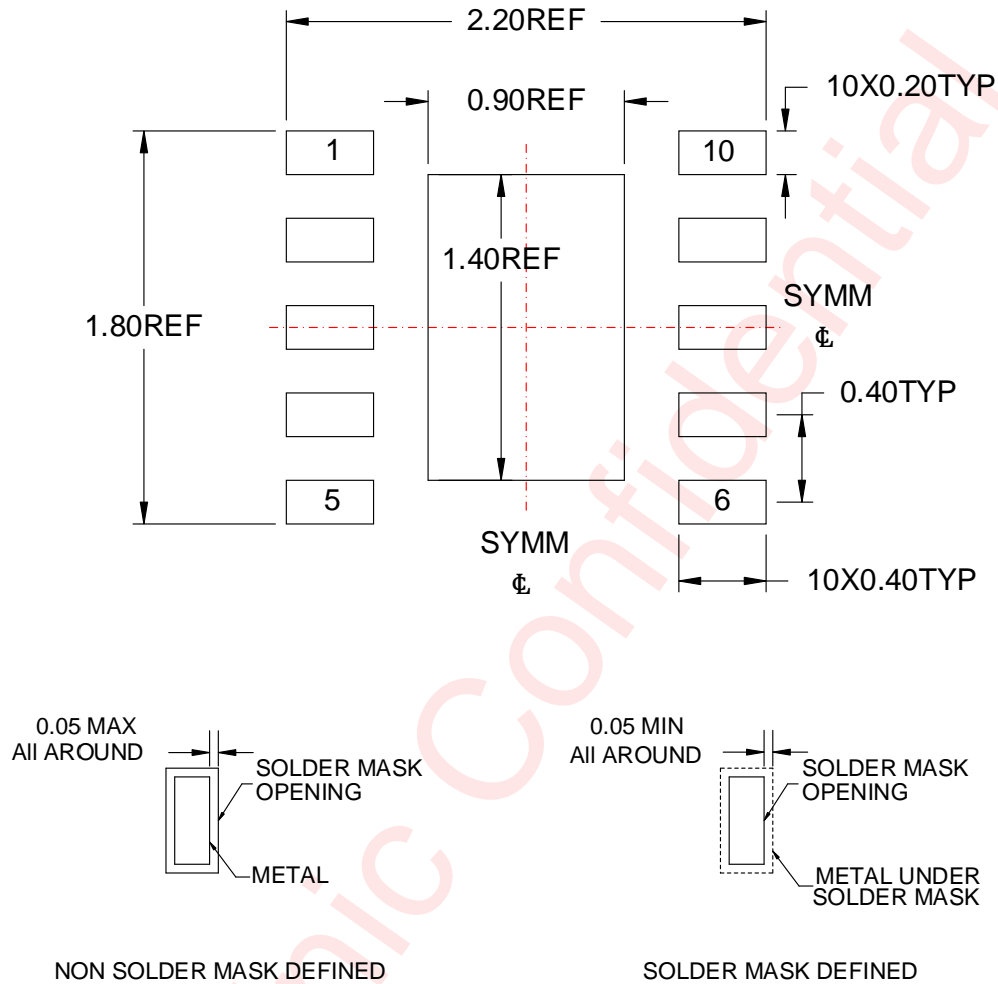 2.20REF
0.90REF
10X0.20TYP
1
10
1.40REF
1.80REF
SYMM
℄
0.40TYP
5
6
SYMM
℄
10X0.40TYP
0.05 MAX
All AROUND
SOLDER MASK
OPENING
METAL
0.05 MIN
All AROUND
SOLDER MASK
OPENING
METAL UNDER
SOLDER MASK
NON SOLDER MASK DEFINED
SOLDER MASK DEFINED
nic Confidential